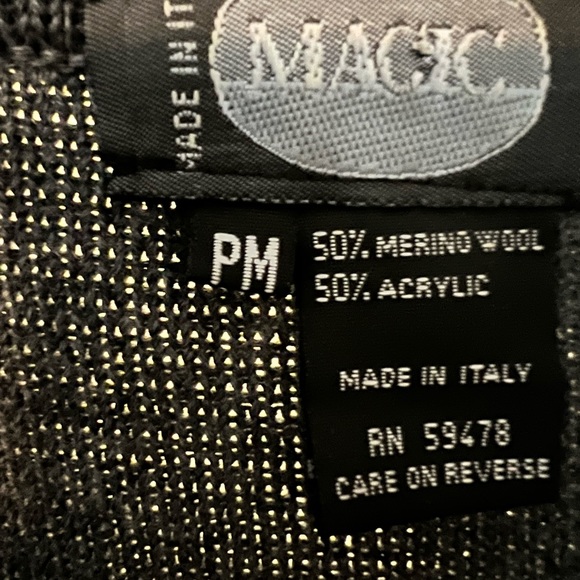 MAGIC
MADE IN IT
PM
50% MERINO WOOL
50% ACRYLIC
MADE IN ITALY
RN 59478
CARE ON REVERSE